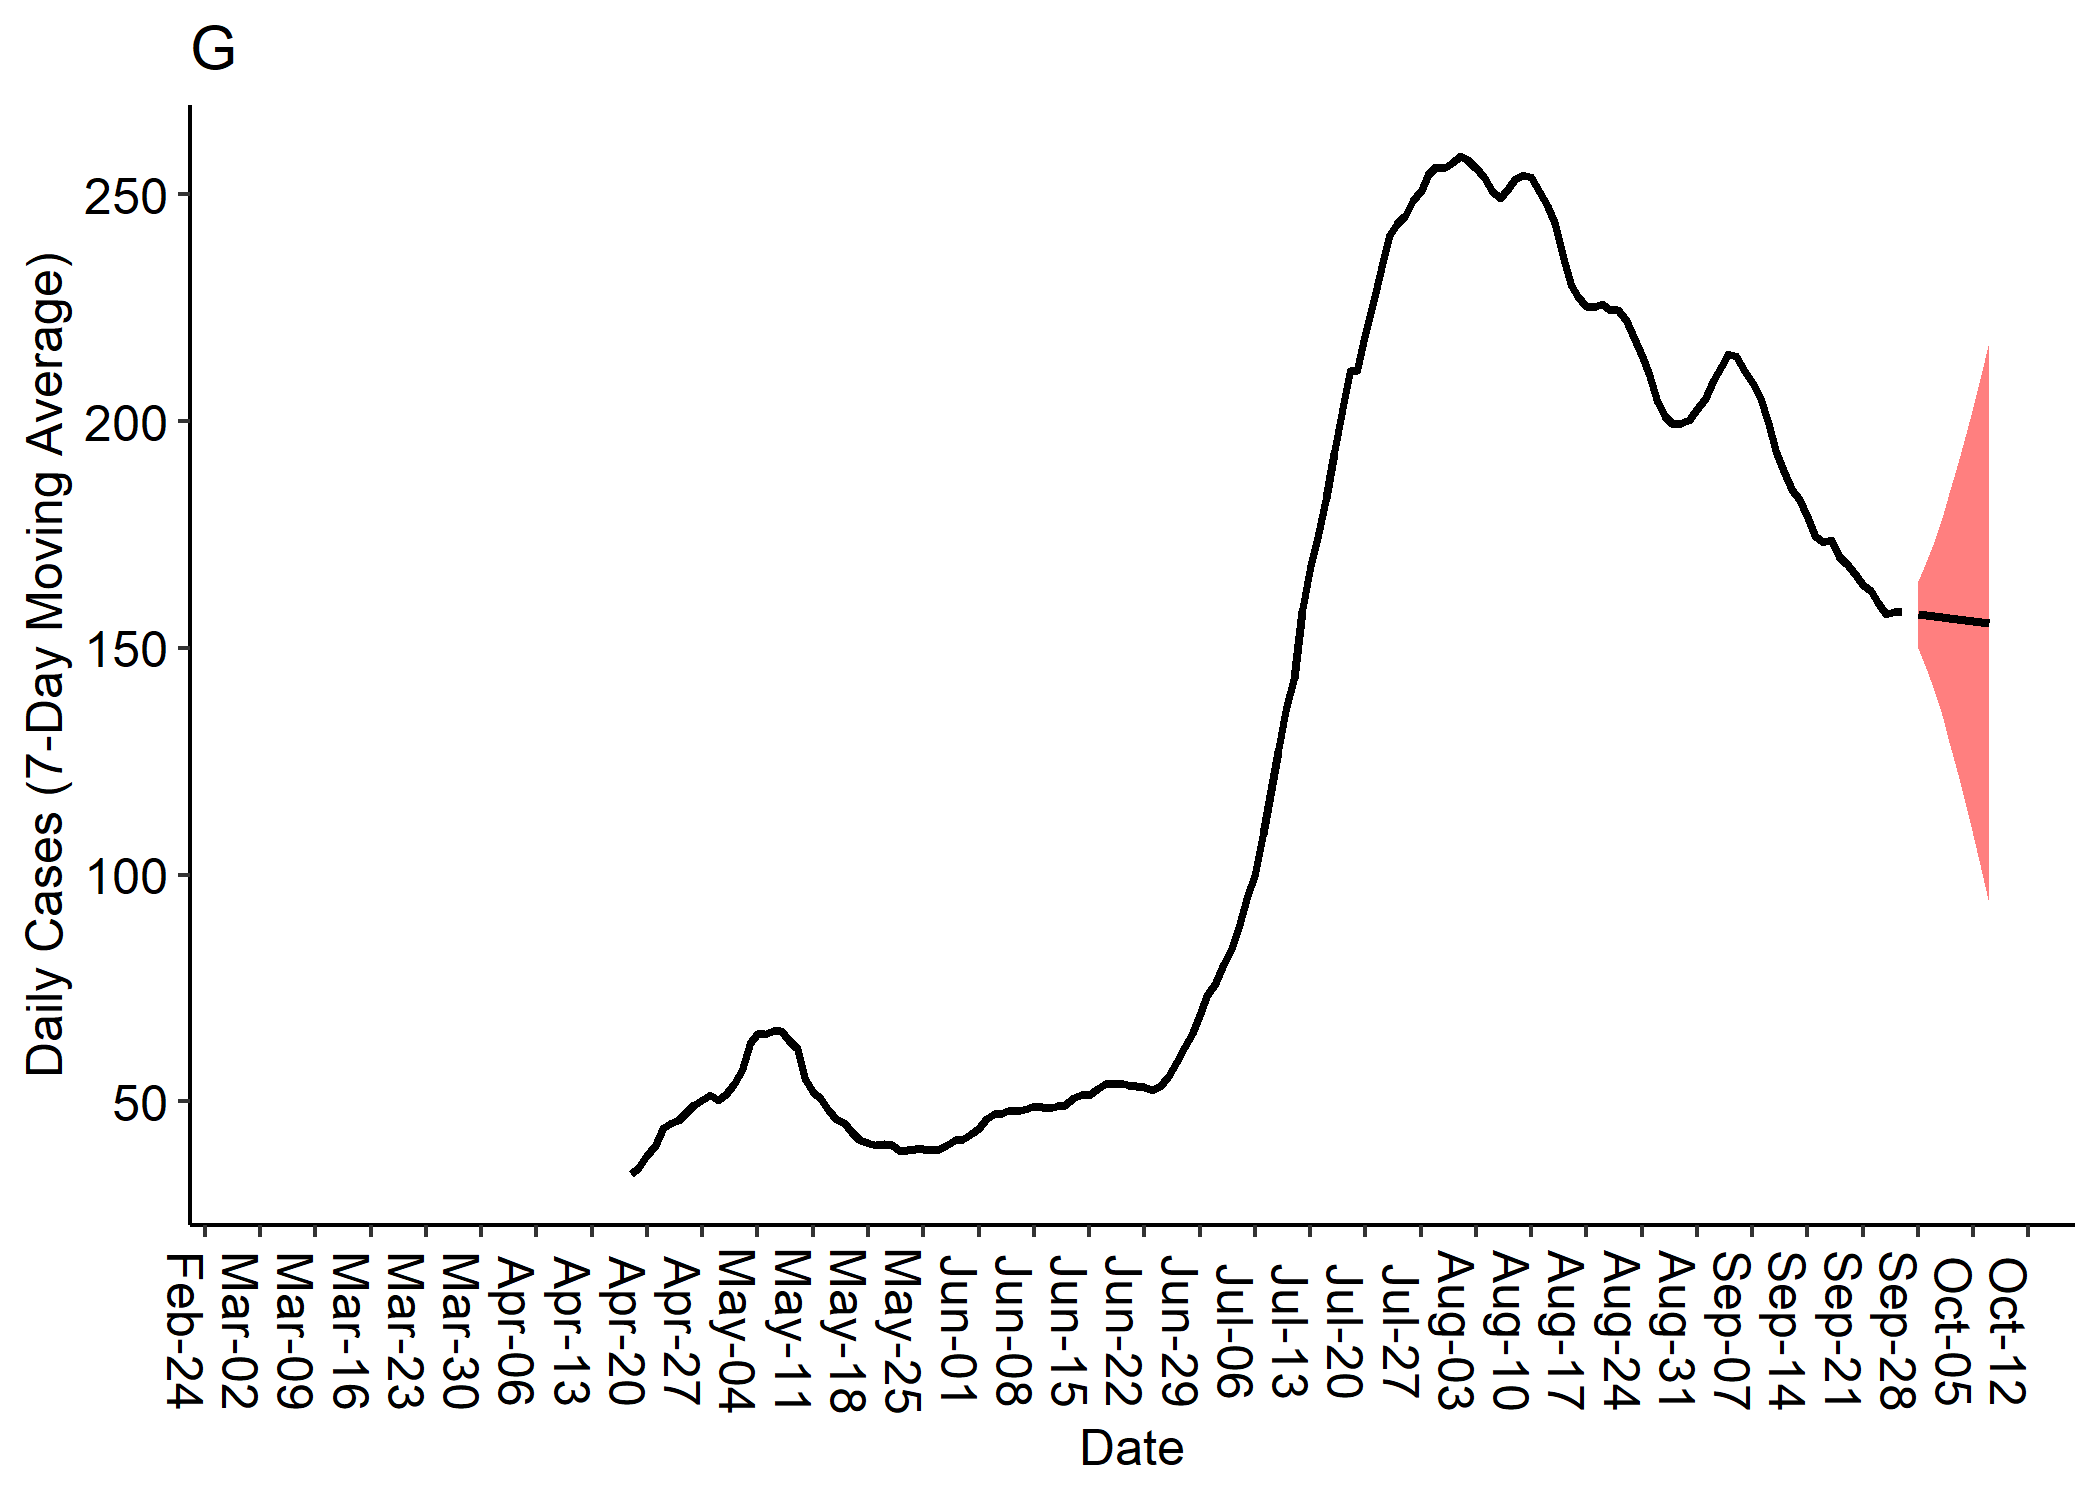 G
Daily Cases (7-Day Moving Average)
250
200
150
100
50
Feb-24
Mar-02
Mar-09
Mar-16
Mar-23
Mar-30
Apr-06
Apr-13
Apr-20
Apr-27
May-04
May-11
May-18
May-25
Jun-01
Jun-08
Jun-15
Jun-22
Jun-29
Jul-06
Jul-13
Jul-20
Jul-27
Aug-03
Aug-10
Aug-17
Aug-24
Aug-31
Sep-07
Sep-14
Sep-21
Sep-28
Oct-05
Oct-12
Date